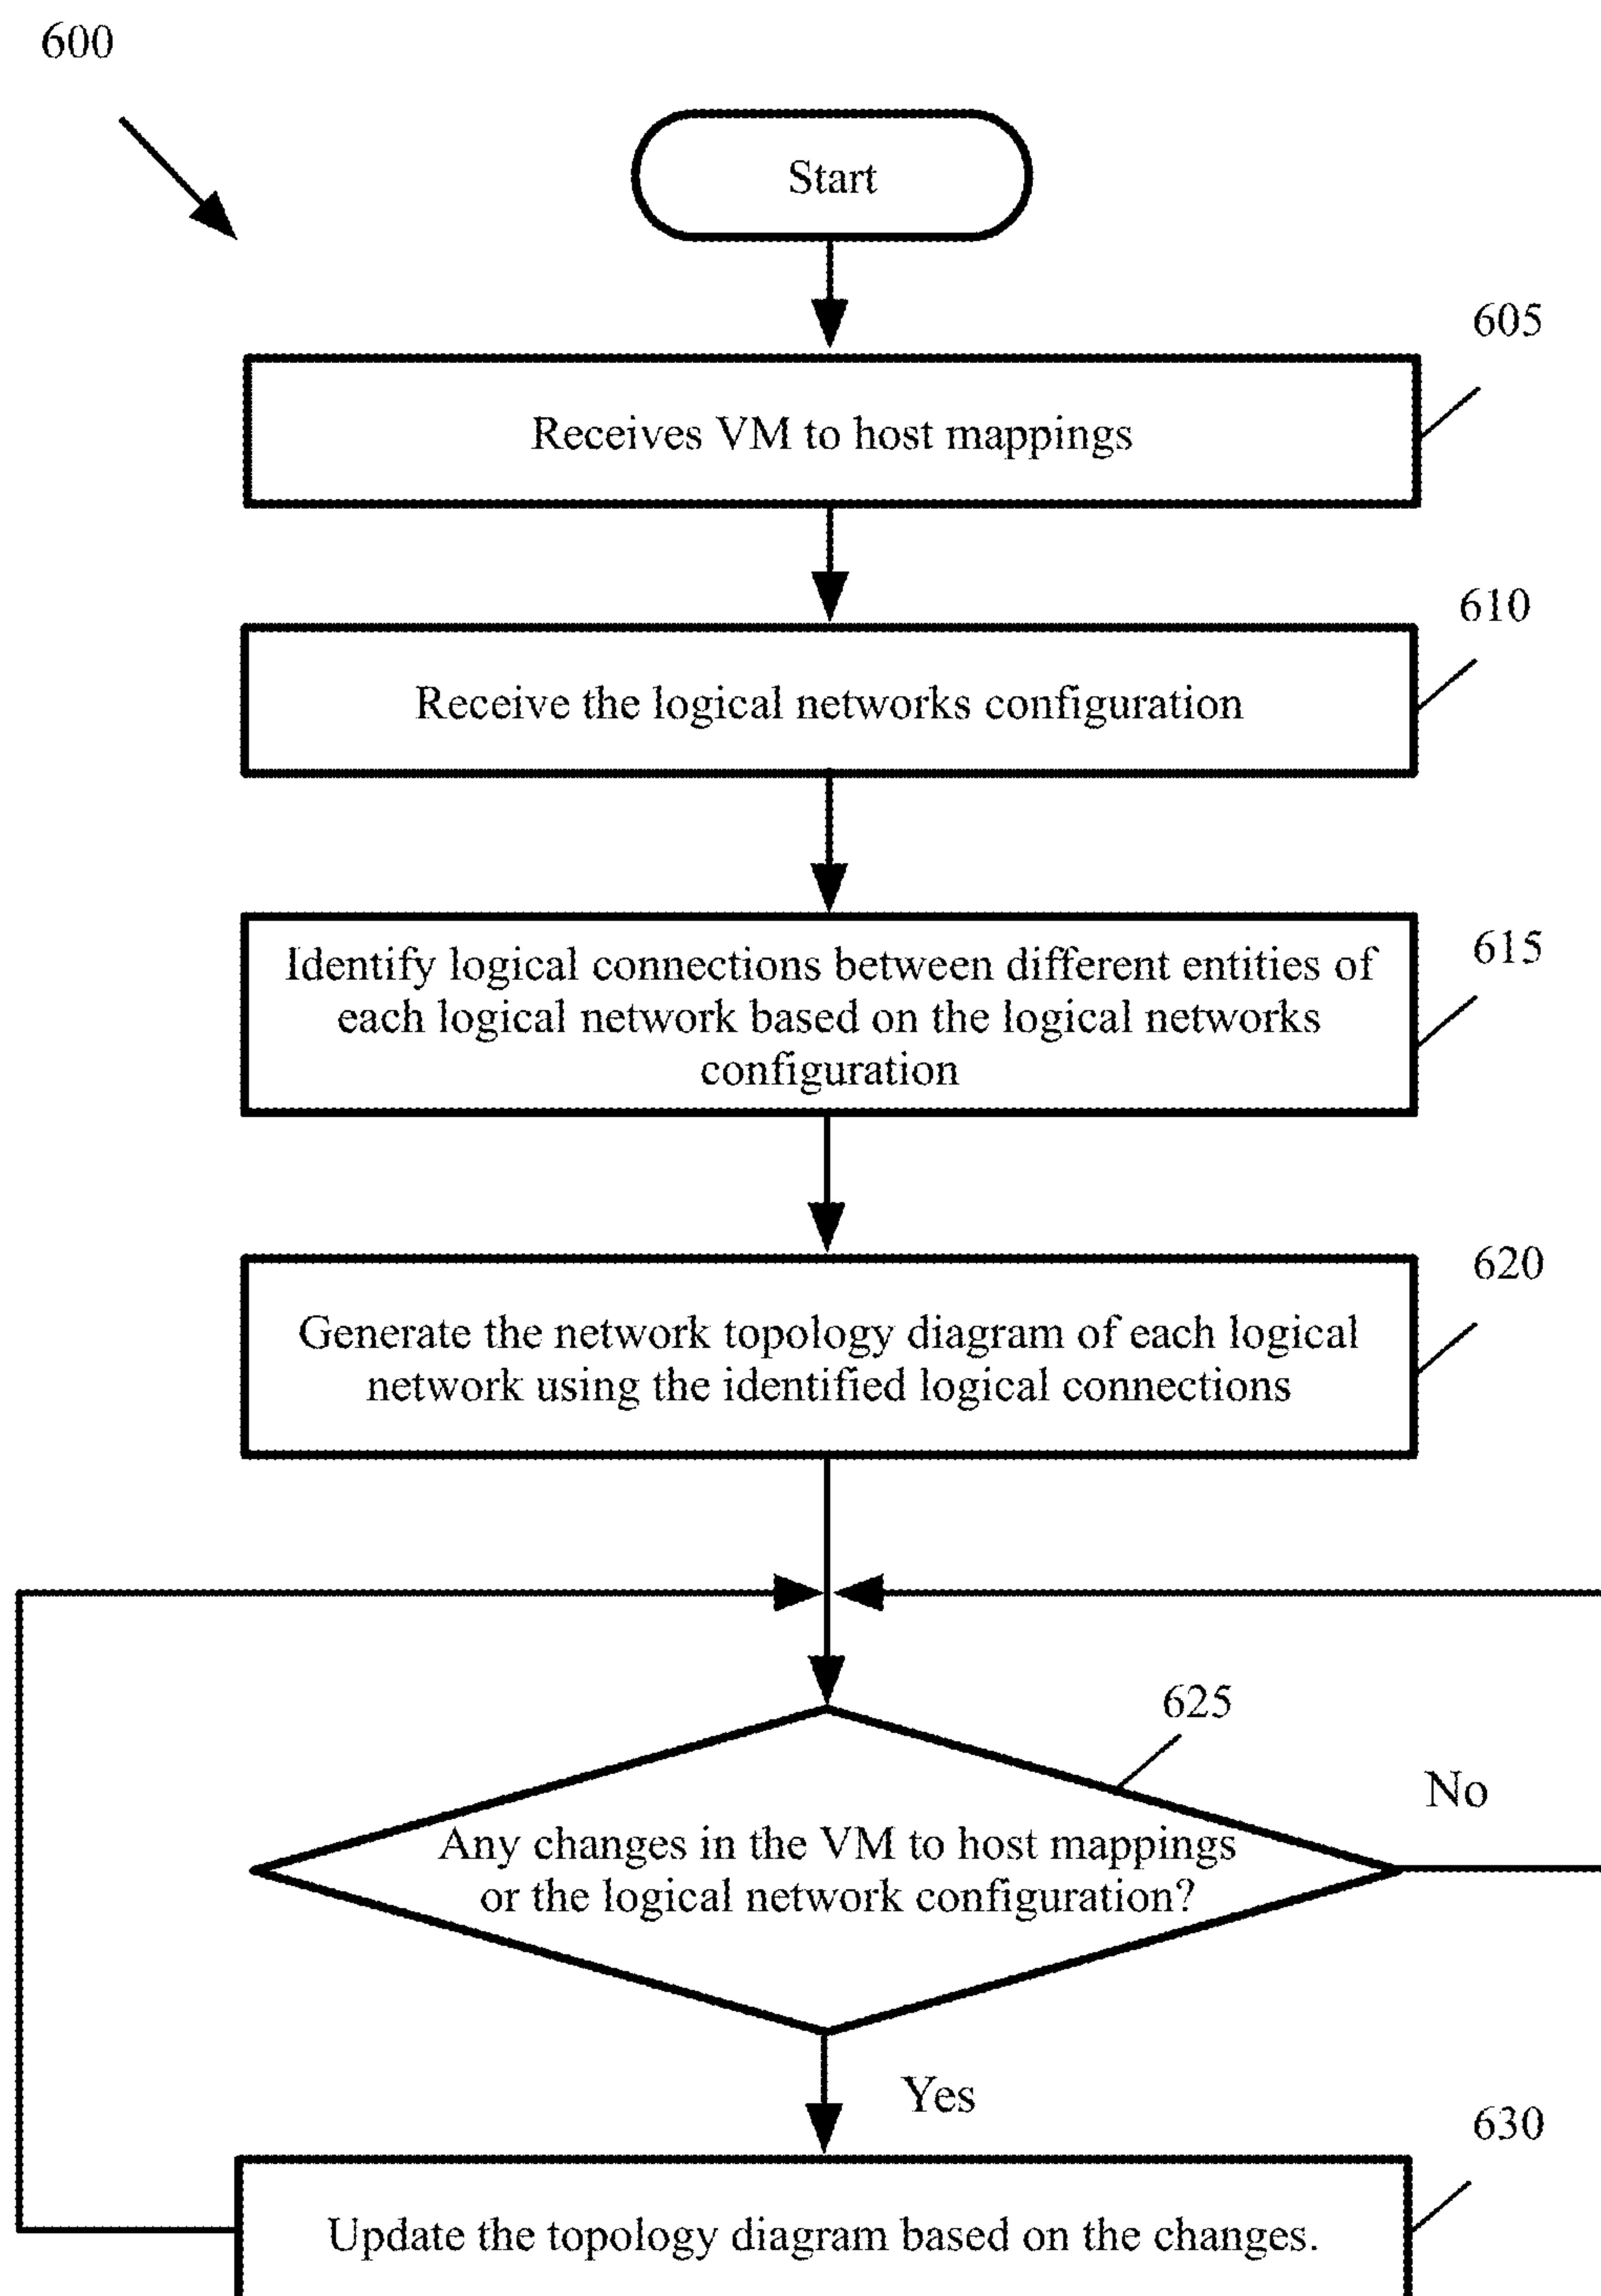 600
Start
605
Receives VM to host mappings
610
Receive the logical networks configuration
615
Identify logical connections between different entities of
each logical network based on the logical networks
configuration
620
Generate the network topology diagram of each logical
network using the identified logical connections
625
No
Any changes in the VM to host mappings
or the logical network configuration?
Yes
630
Update the topology diagram based on the changes.